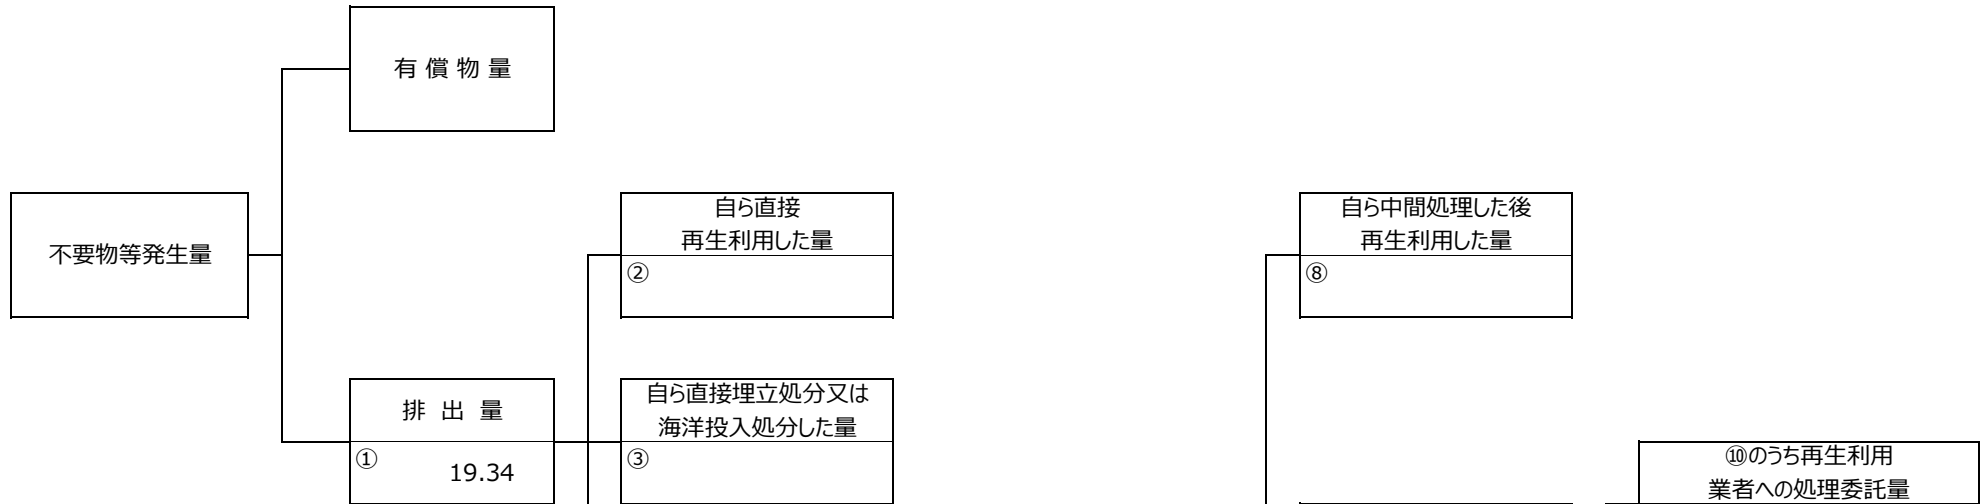 有 償 物 量
不要物等発生量
自ら直接
再生利用した量
②
自ら中間処理した後
再生利用した量
⑧
排 出 量
①
19.34
自ら直接埋立処分又は
海洋投入処分した量
③
⑩のうち再生利用
業者への処理委託量